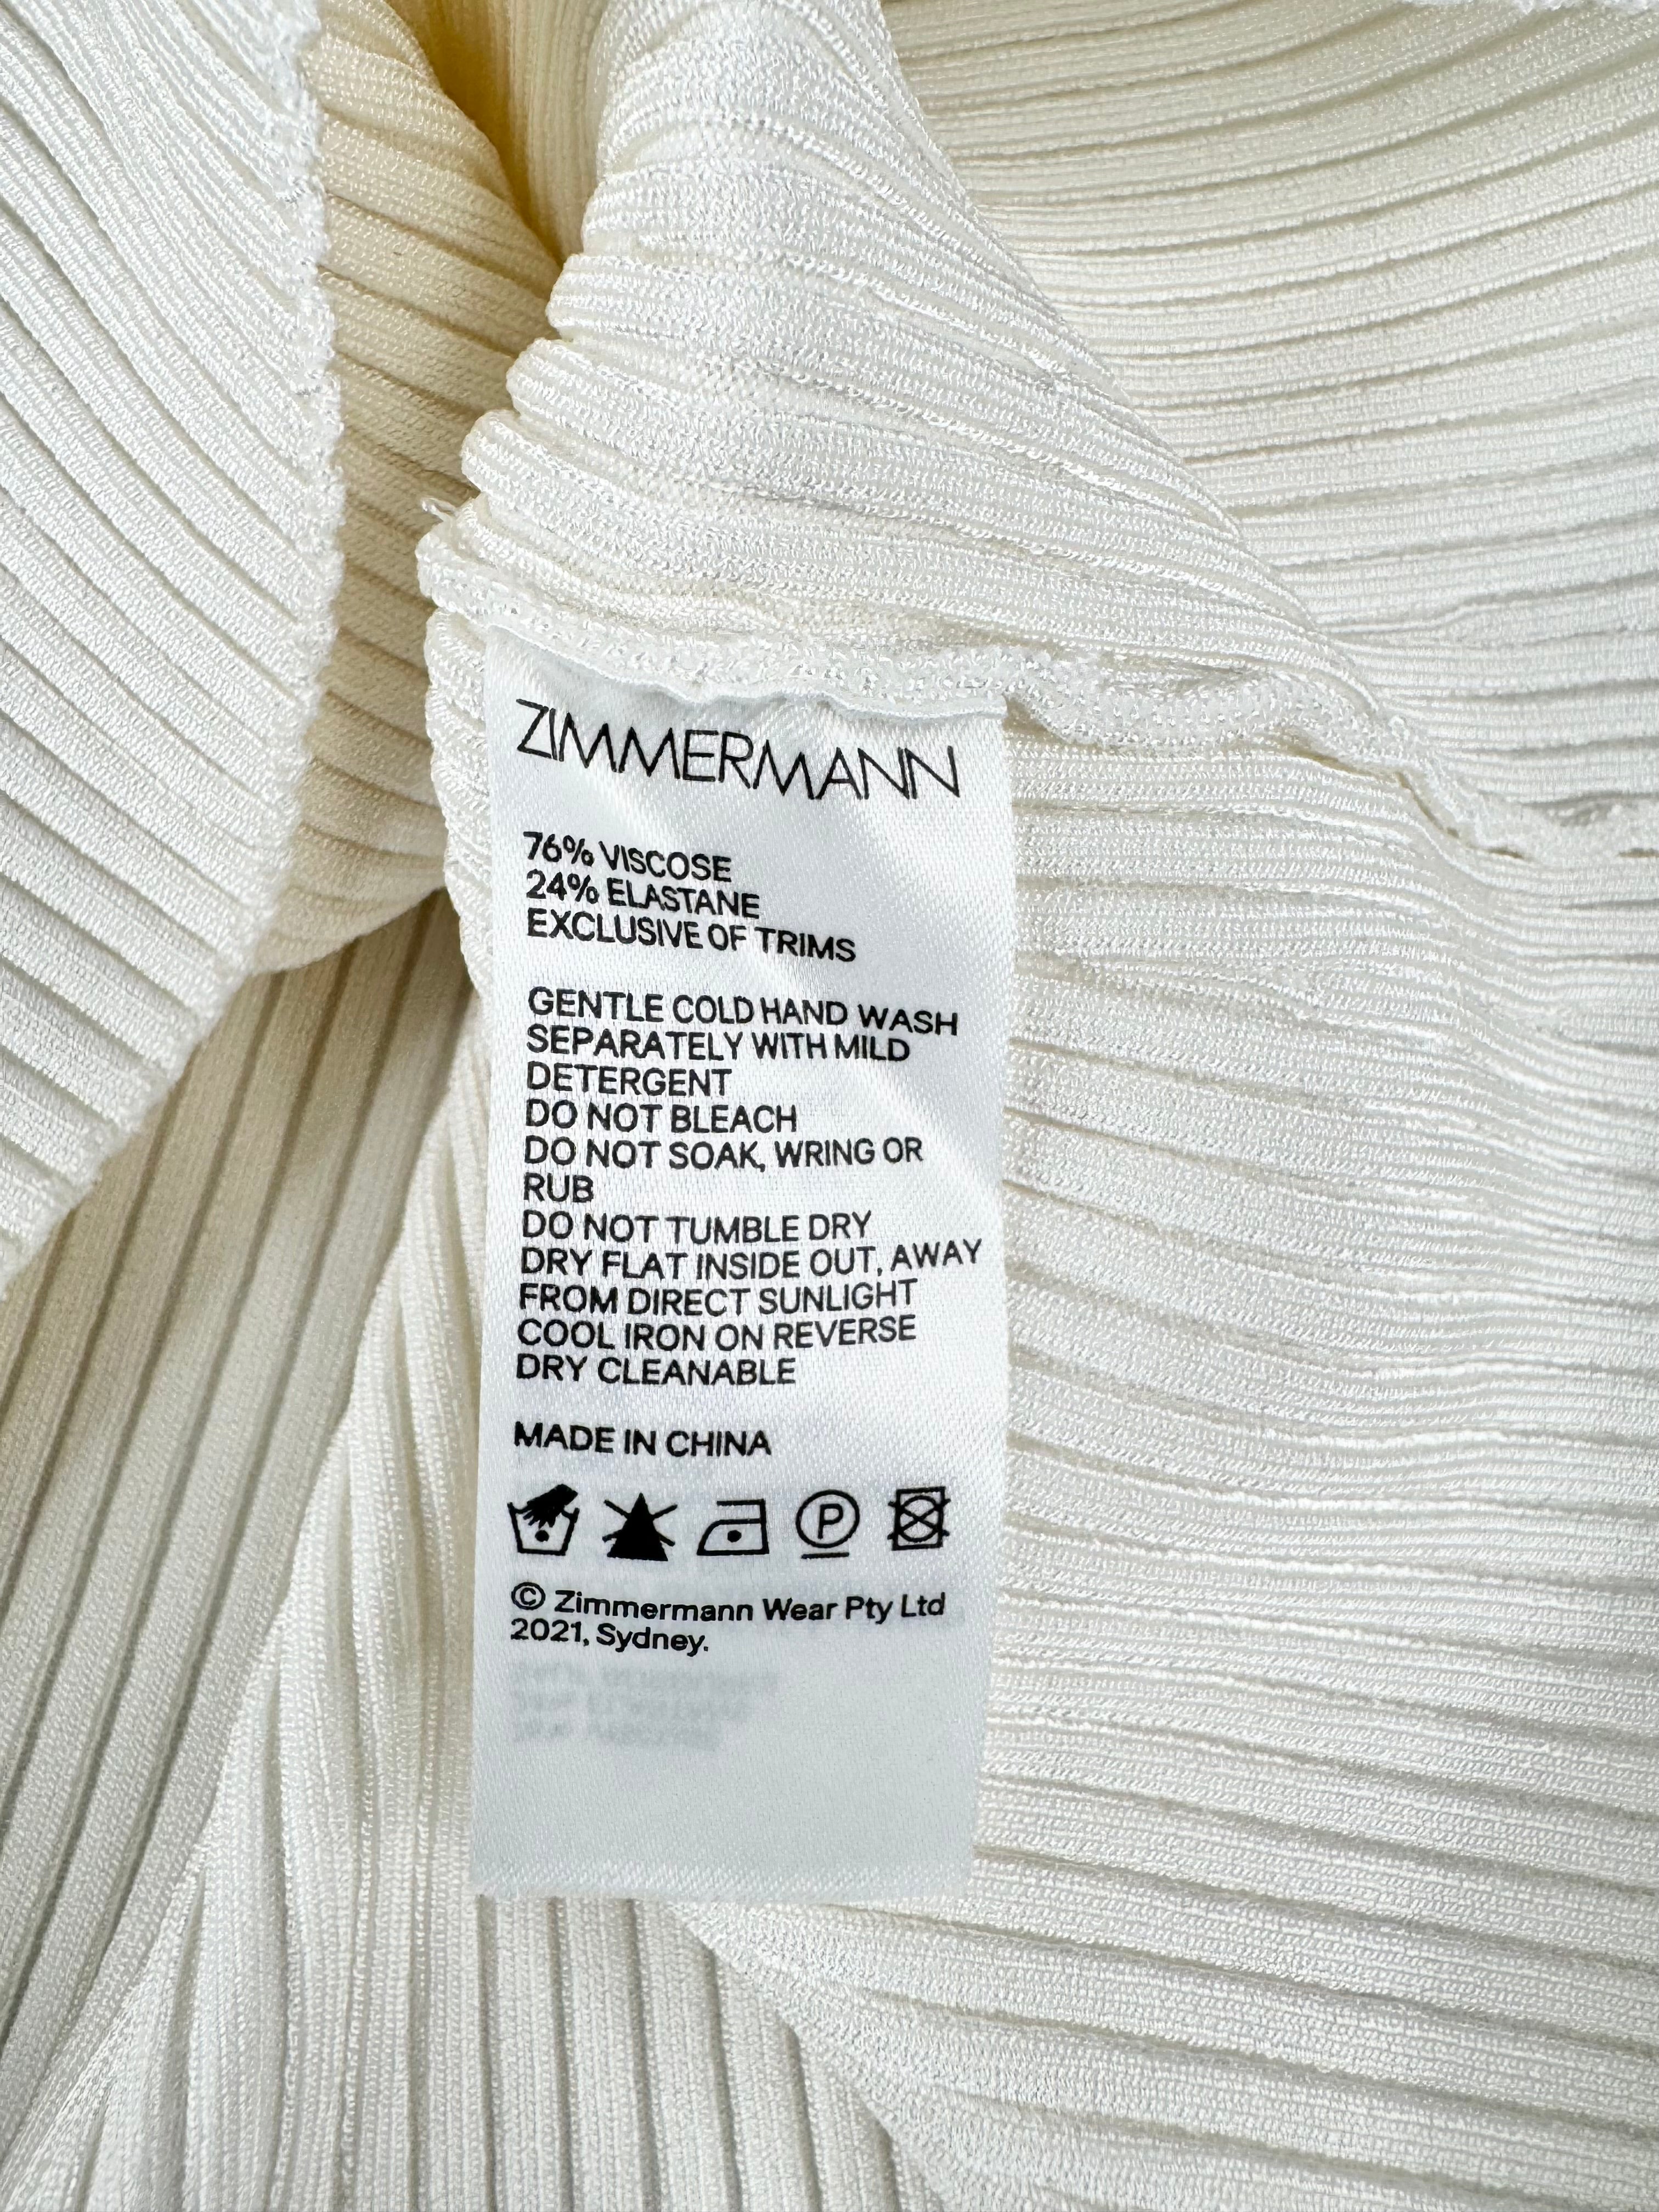 ZIMMERMANN
76% VISCOSE
24% ELASTANE
EXCLUSIVE OF TRIMS
GENTLE COLD HAND WASH
SEPARATELY WITH MILD
DETERGENT
DO NOT BLEACH
DO NOT SOAK, WRING OR
RUB
DO NOT TUMBLE DRY
DRY FLAT INSIDE OUT, AWAY
FROM DIRECT SUNLIGHT
COOL IRON ON REVERSE
DRY CLEANABLE
MADE IN CHINA
P
© Zimmermann Wear Pty Ltd
2021, Sydney.